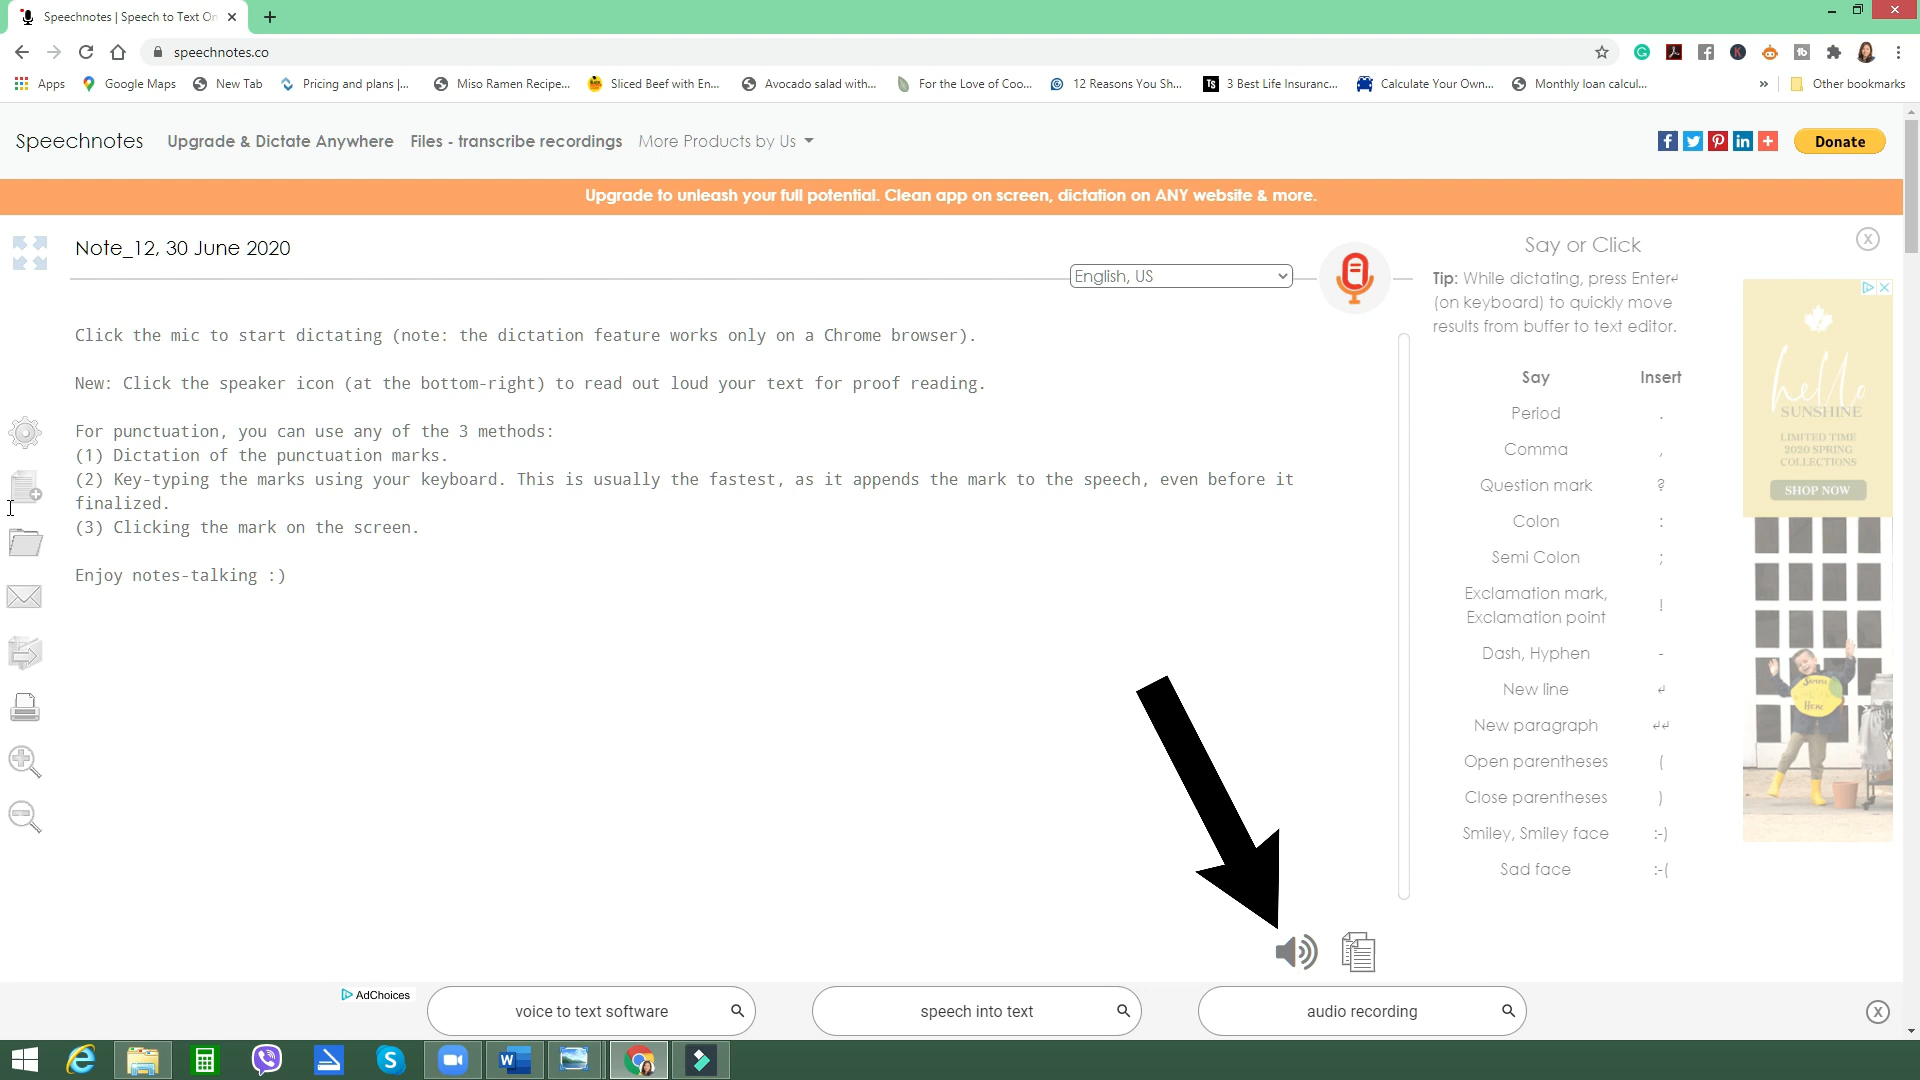 Speechnotes | Speech to Text On
speechnotes.co
Apps
Google Maps
New Tab
Pricing and plans |...
Miso Ramen Recipe...
Sliced Beef with En...
Avocado salad with...
For the Love of Coo...
12 Reasons You Sh...
TS
3 Best Life Insuranc...
Calculate Your Own...
Monthly loan calcul...
»
Other bookmarks
Speechnotes
Upgrade & Dictate Anywhere
Files - transcribe recordings
More Products by Us
Donate
Upgrade to unleash your full potential. Clean app on screen, dictation on ANY website & more.
Note_12, 30 June 2020
English, US
Click the mic to start dictating (note: the dictation feature works only on a Chrome browser).
New: Click the speaker icon (at the bottom-right) to read out loud your text for proof reading.
For punctuation, you can use any of the 3 methods:
(1) Dictation of the punctuation marks.
(2) Key-typing the marks using your keyboard. This is usually the fastest, as it appends the mark to the speech, even before it
finalized.
(3) Clicking the mark on the screen.
Enjoy notes-talking :)
Say or Click
Tip: While dictating, press Enter↵
(on keyboard) to quickly move
results from buffer to text editor.
Say Insert
Period .
Comma ,
Question mark ?
Colon :
Semi Colon ;
Exclamation mark,
Exclamation point !
Dash, Hyphen -
New line ↵
New paragraph ↵↵
Open parentheses (
Close parentheses )
Smiley, Smiley face :-)
Sad face :-(
hello
SUNSHINE
LIMITED TIME
2020 SPRING
COLLECTIONS
SHOP NOW
AdChoices
voice to text software
speech into text
audio recording